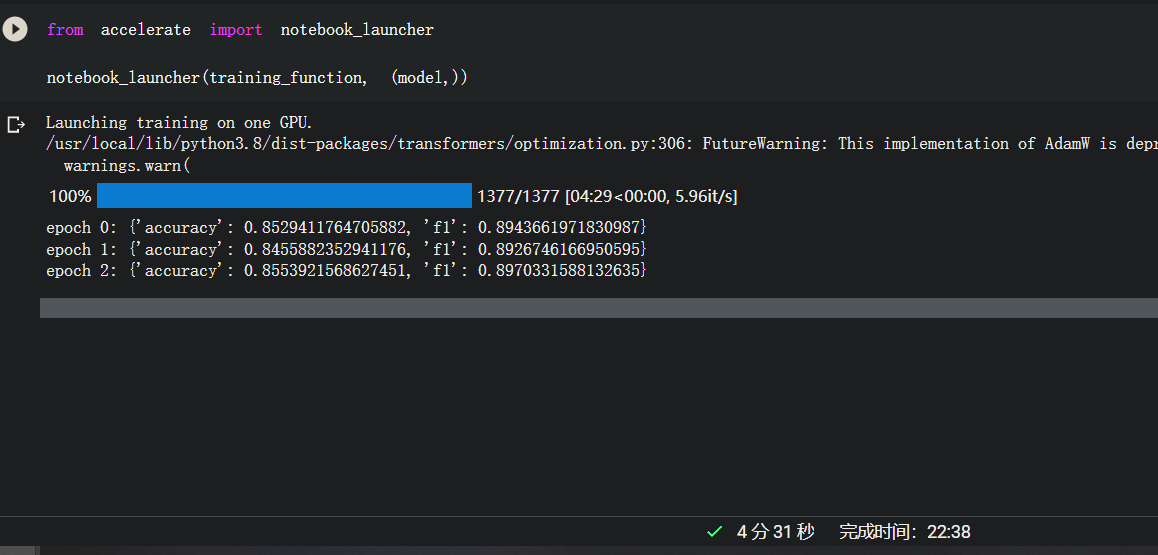 from accelerate import notebook_launcher
notebook_launcher(training_function, (model,))
Launching training on one GPU.
/usr/local/lib/python3.8/dist-packages/transformers/optimization.py:306: FutureWarning: This implementation of AdamW is depr
warnings.warn(
100% 1377/1377 [04:29<00:00, 5.96it/s]
epoch 0: {'accuracy': 0.8529411764705882, 'f1': 0.8943661971830987}
epoch 1: {'accuracy': 0.8455882352941176, 'f1': 0.8926746166950595}
epoch 2: {'accuracy': 0.8553921568627451, 'f1': 0.8970331588132635}
4 分 31 秒 完成时间：22:38